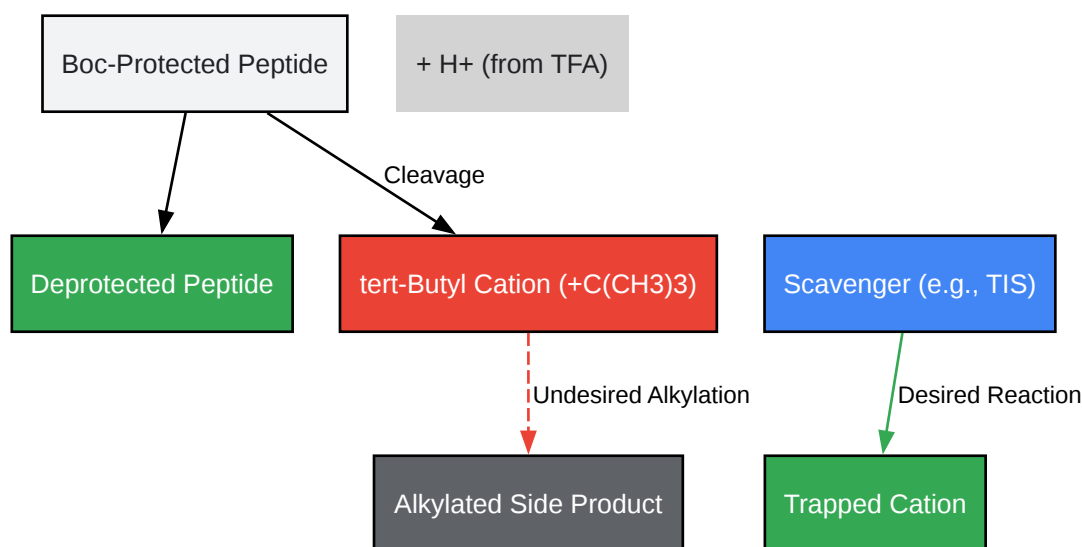 Boc-Protected Peptide
+ H+ (from TFA)
Cleavage
Deprotected Peptide
tert-Butyl Cation (+C(CH3)3)
Scavenger (e.g., TIS)
Undesired Alkylation
Desired Reaction
Alkylated Side Product
Trapped Cation